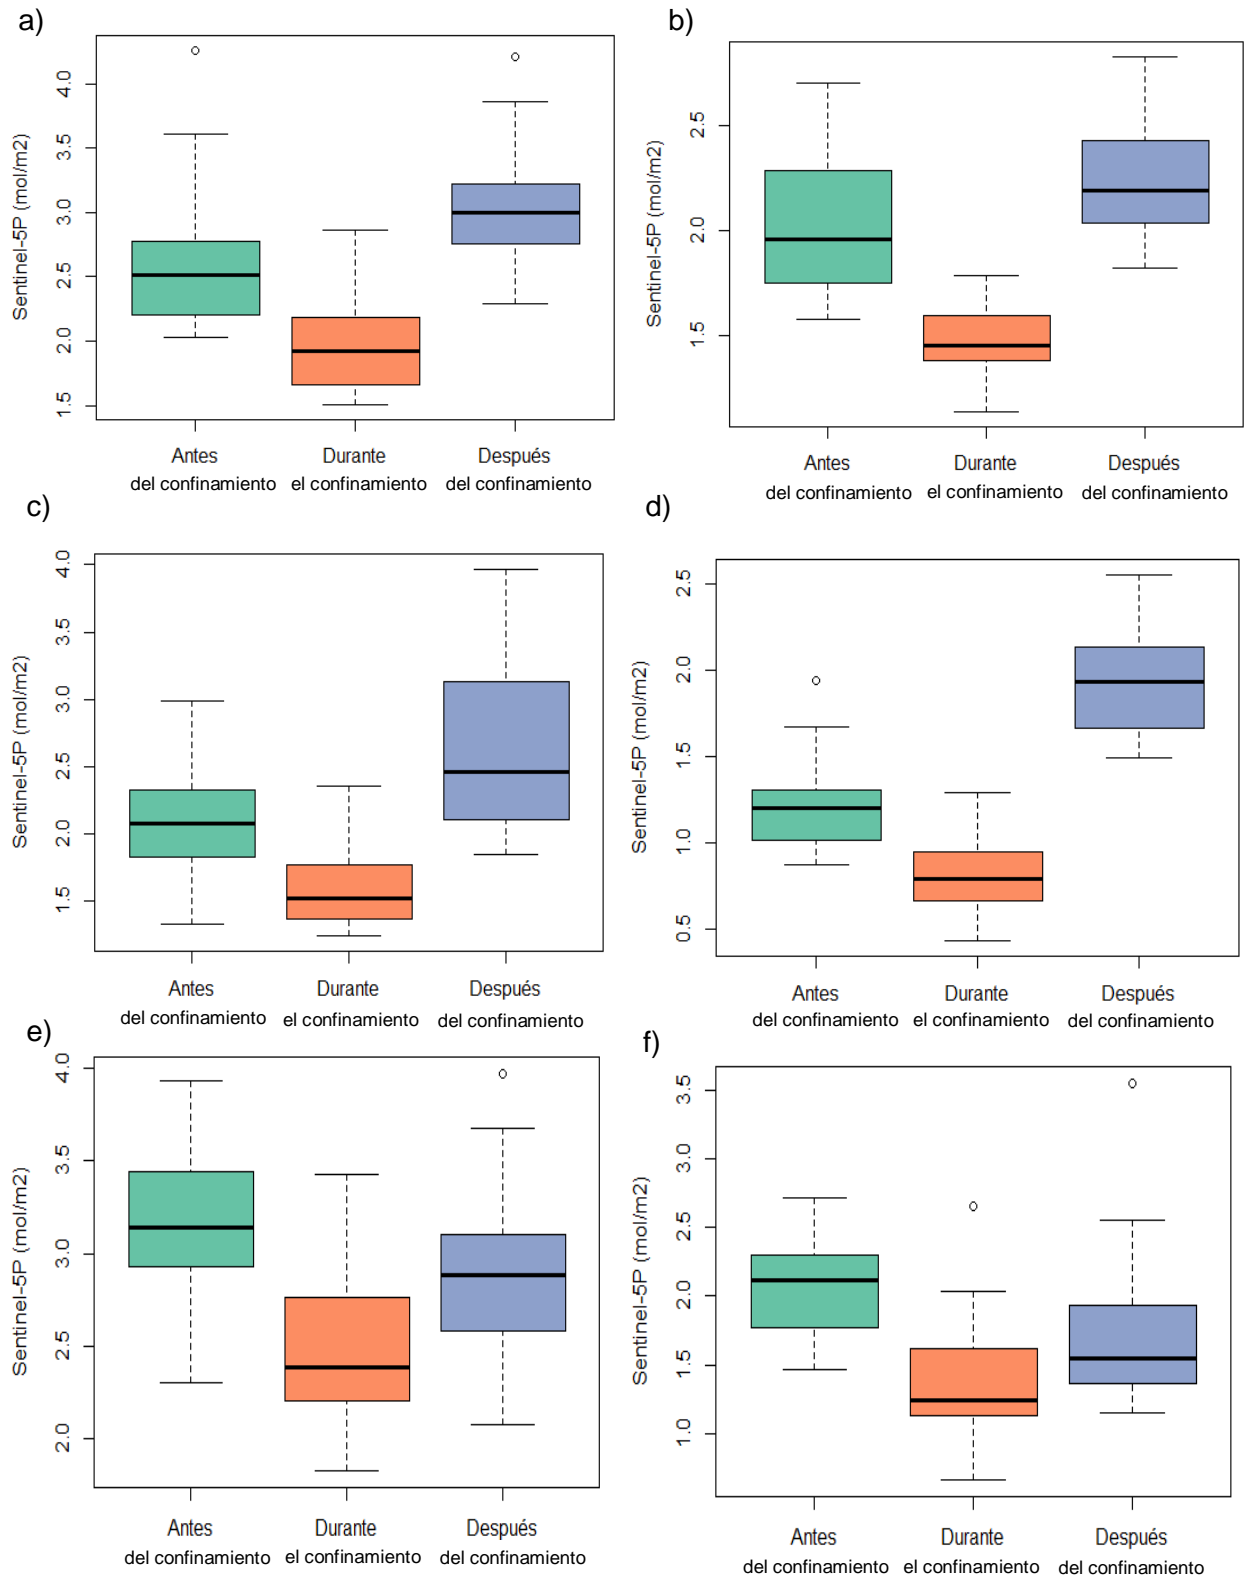 a)
Sentinel-5P (mol/m2)
4.0
3.5
3.0
2.5
2.0
1.5
Antes
del confinamiento
Durante
el confinamiento
Después
del confinamiento
b)
Sentinel-5P (mol/m2)
2.5
2.0
1.5
Antes
del confinamiento
Durante
el confinamiento
Después
del confinamiento
c)
Sentinel-5P (mol/m2)
4.0
3.5
3.0
2.5
2.0
1.5
Antes
del confinamiento
Durante
el confinamiento
Después
del confinamiento
d)
Sentinel-5P (mol/m2)
2.5
2.0
1.5
1.0
0.5
Antes
del confinamiento
Durante
el confinamiento
Después
del confinamiento
e)
Sentinel-5P (mol/m2)
4.0
3.5
3.0
2.5
2.0
Antes
del confinamiento
Durante
el confinamiento
Después
del confinamiento
f)
Sentinel-5P (mol/m2)
3.5
3.0
2.5
2.0
1.5
1.0
Antes
del confinamiento
Durante
el confinamiento
Después
del confinamiento